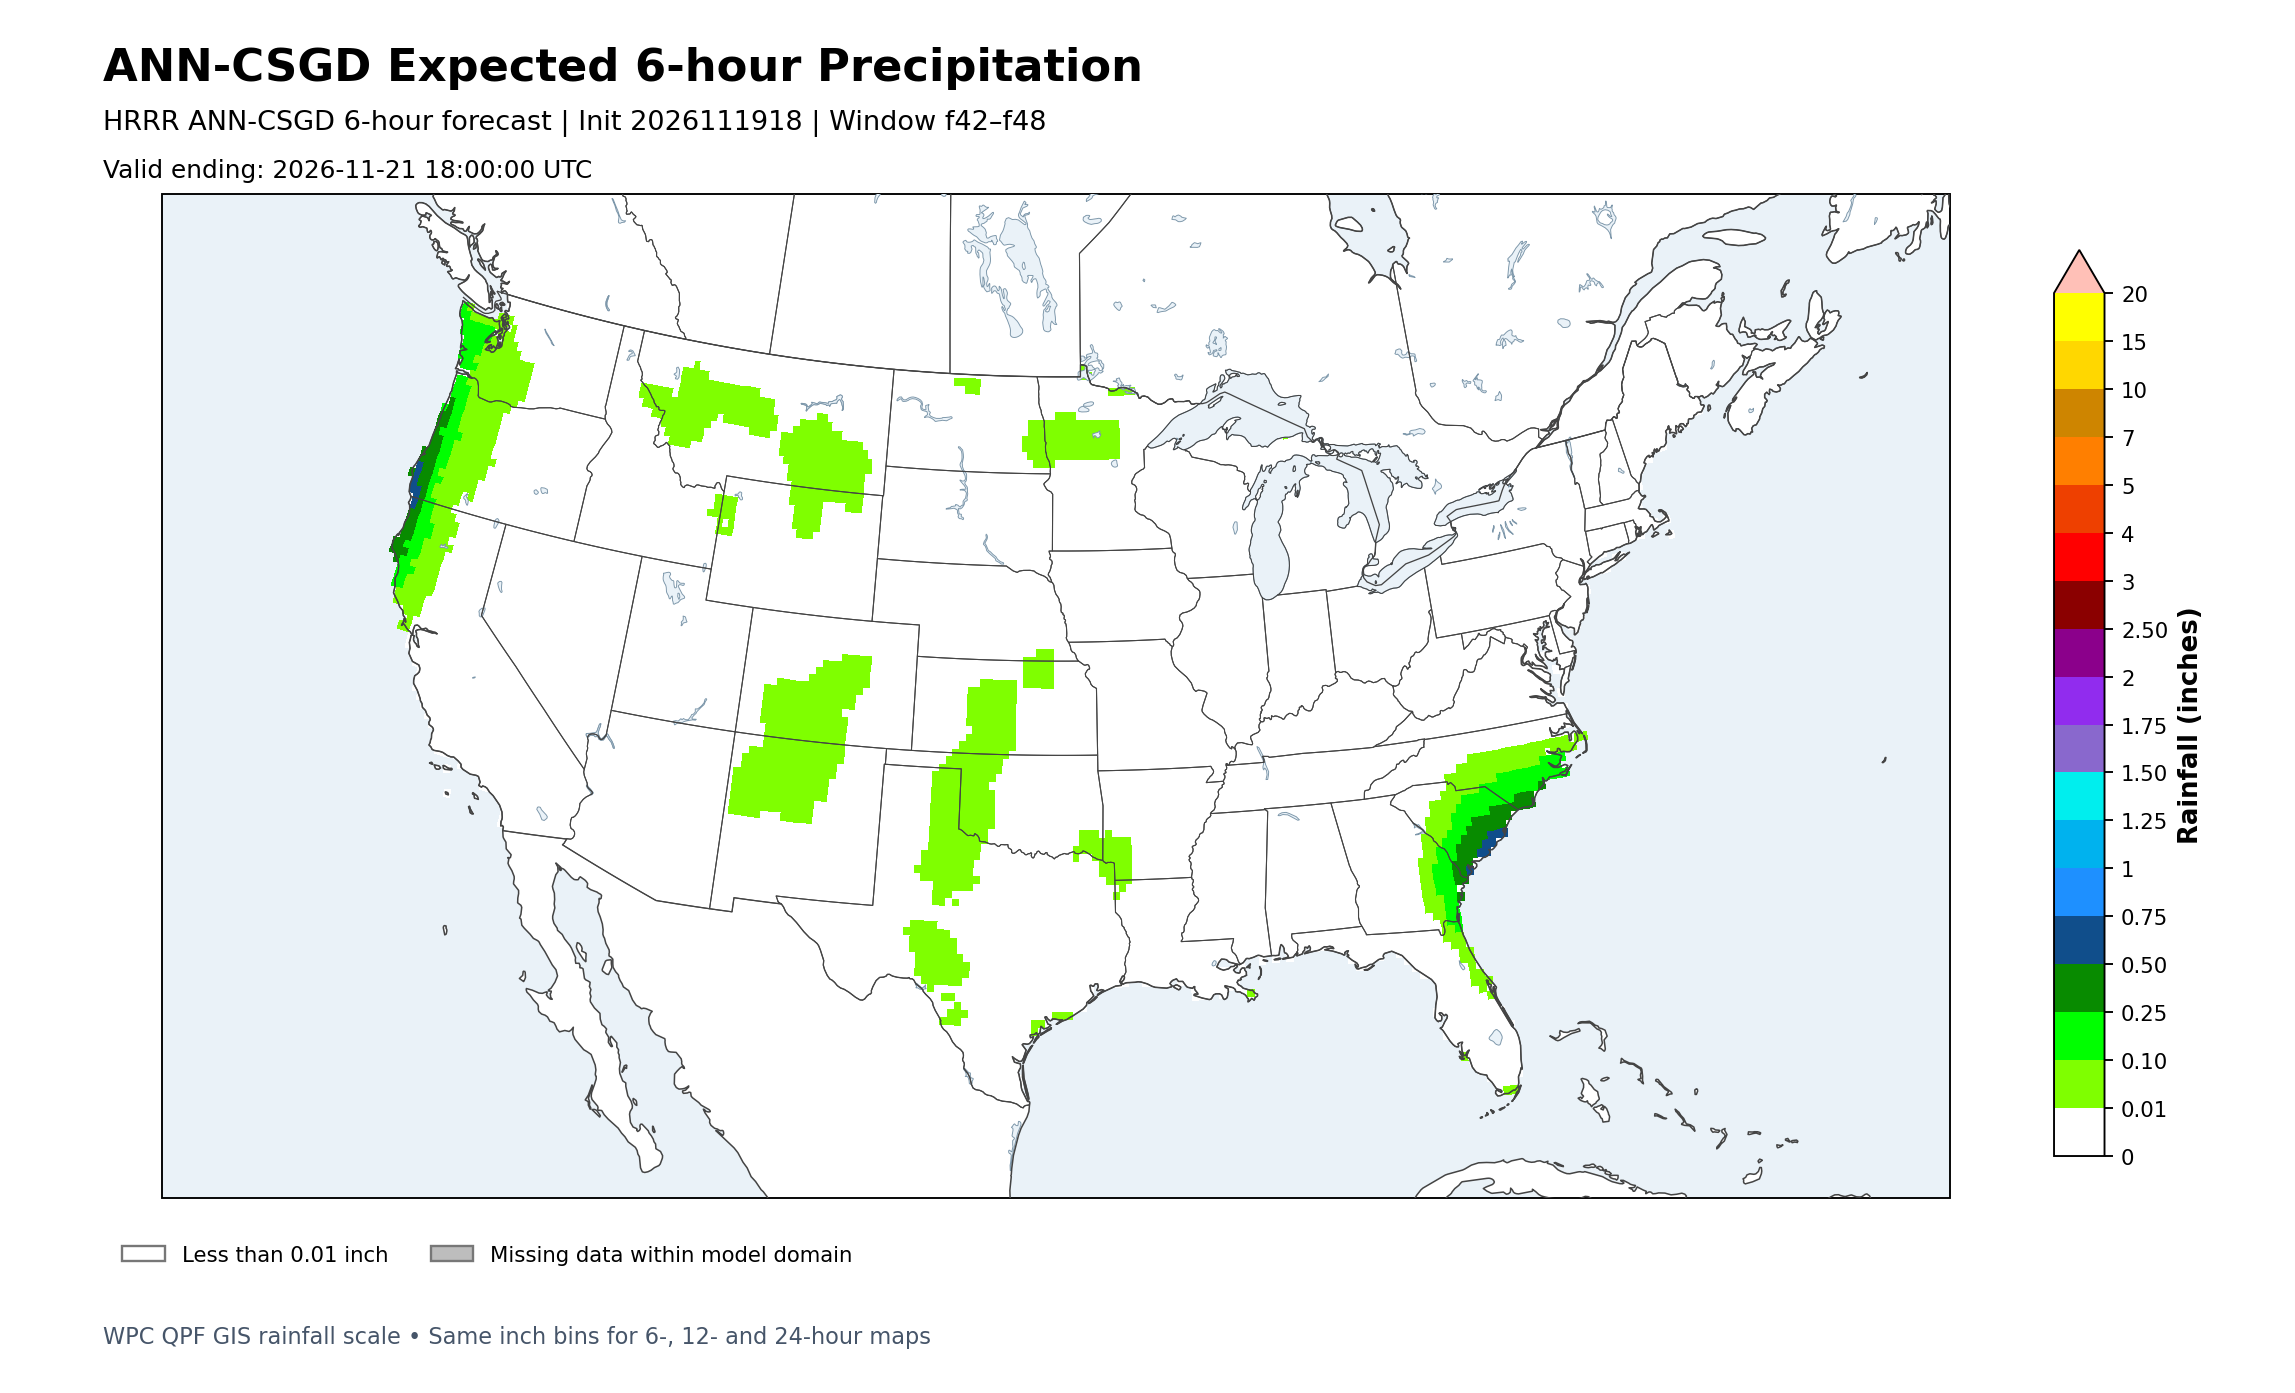 ANN-CSGD Expected 6-hour Precipitation
HRRR ANN-CSGD 6-hour forecast | Init 2026111918 | Window f42–f48
Valid ending: 2026-11-21 18:00:00 UTC
20
15
10
7
5
4
3
2.50
2
1.75
1.50
1.25
1
0.75
0.50
0.25
0.10
0.01
0
Rainfall (inches)
Less than 0.01 inch
Missing data within model domain
WPC QPF GIS rainfall scale • Same inch bins for 6-, 12- and 24-hour maps